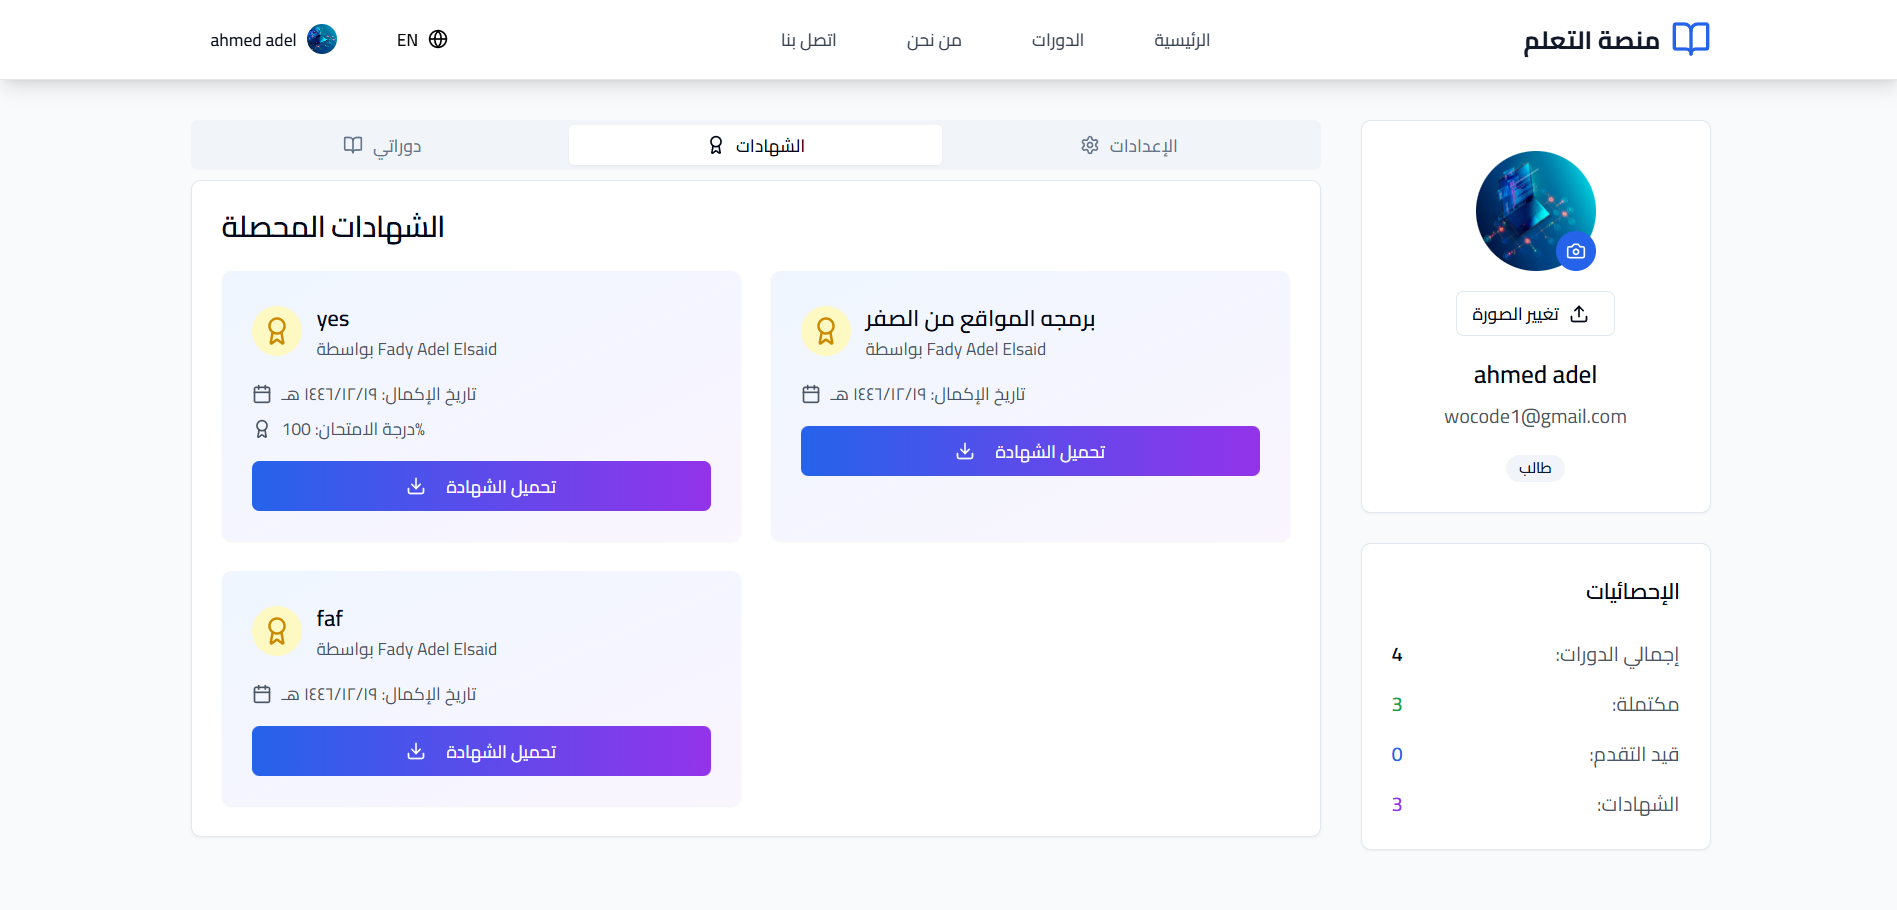 منصة التعلم
الرئيسية
الدورات
من نحن
اتصل بنا
EN
ahmed adel
تغيير الصورة
ahmed adel
wocode1@gmail.com
طالب
الإحصائيات
إجمالي الدورات: 4
مكتملة: 3
قيد التقدم: 0
الشهادات: 3
الإعدادات
الشهادات
دوراتي
الشهادات المحصلة
برمجه المواقع من الصفر
بواسطة Fady Adel Elsaid
تاريخ الإكمال: ١٤٤٦/١٢/١٩ هـ
تحميل الشهادة
yes
بواسطة Fady Adel Elsaid
تاريخ الإكمال: ١٤٤٦/١٢/١٩ هـ
درجة الامتحان: 100%
تحميل الشهادة
faf
بواسطة Fady Adel Elsaid
تاريخ الإكمال: ١٤٤٦/١٢/١٩ هـ
تحميل الشهادة